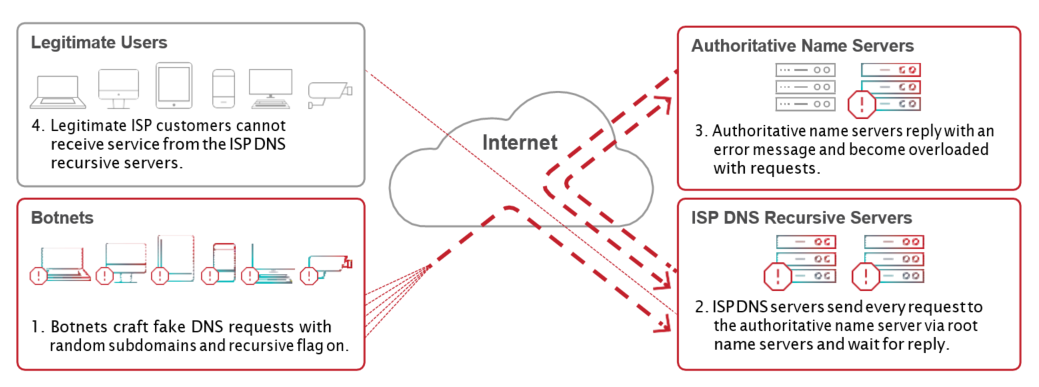 Legitimate Users
4. Legitimate ISP customers cannot
receive service from the ISP DNS
recursive servers.
Botnets
1. Botnets craft fake DNS requests with
random subdomains and recursive flag on.
Internet
Authoritative Name Servers
3. Authoritative name servers reply with an
error message and become overloaded
with requests.
ISP DNS Recursive Servers
2. ISP DNS servers send every request to
the authoritative name server via root
name servers and wait for reply.